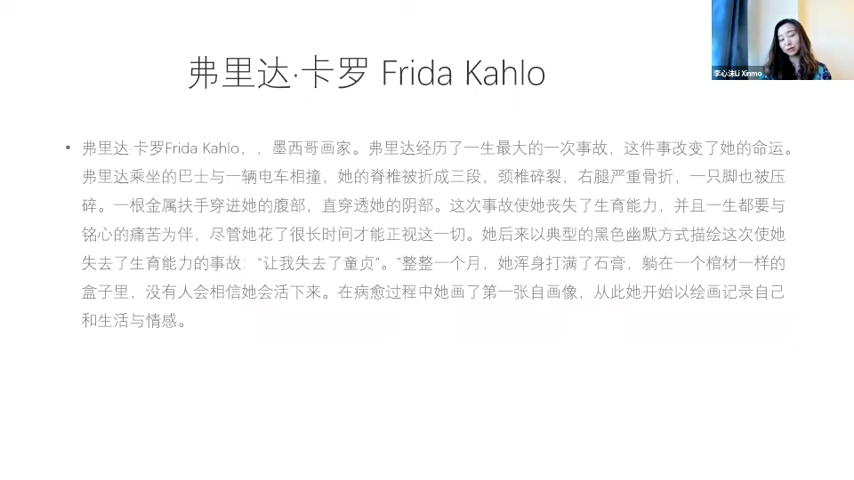 李心沫Li Xinmo
弗里达·卡罗 Frida Kahlo
• 弗里达·卡罗Frida Kahlo，，墨西哥画家。弗里达经历了一生最大的一次事故，这件事改变了她的命运。
弗里达乘坐的巴士与一辆电车相撞，她的脊椎被折成三段，颈椎碎裂，右腿严重骨折，一只脚也被压
碎。一根金属扶手穿进她的腹部，直穿透她的阴部。这次事故使她丧失了生育能力，并且一生都要与
铭心的痛苦为伴，尽管她花了很长时间才能正视这一切。她后来以典型的黑色幽默方式描绘这次使她
失去了生育能力的事故：“让我失去了童贞”。”整整一个月，她浑身打满了石膏，躺在一个棺材一样的
盒子里，没有人会相信她会活下来。在病愈过程中她画了第一张自画像，从此她开始以绘画记录自己
和生活与情感。